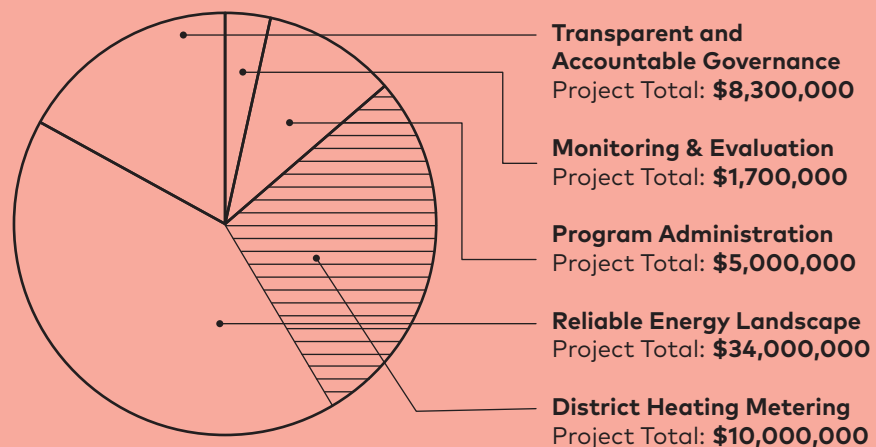 Transparent and
Accountable Governance
Project Total: $8,300,000
Monitoring & Evaluation
Project Total: $1,700,000
Program Administration
Project Total: $5,000,000
Reliable Energy Landscape
Project Total: $34,000,000
District Heating Metering
Project Total: $10,000,000